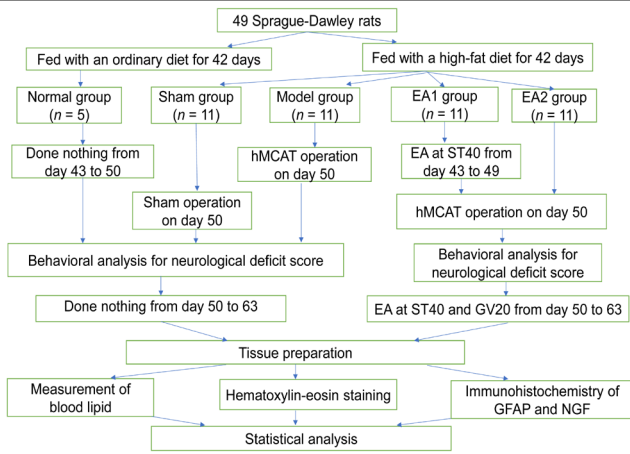 49 Sprague-Dawley rats
Fed with an ordinary diet for 42 days
Fed with a high-fat diet for 42 days
Normal group
(n = 5)
Sham group
(n = 11)
Model group
(n = 11)
EA1 group
(n = 11)
EA2 group
(n = 11)
Done nothing from
day 43 to 50
hMCAT operation
on day 50
EA at ST40 from
day 43 to 49
Sham operation
on day 50
hMCAT operation on day 50
Behavioral analysis for neurological deficit score
Behavioral analysis for
neurological deficit score
Done nothing from day 50 to 63
EA at ST40 and GV20 from day 50 to 63
Tissue preparation
Measurement of
blood lipid
Hematoxylin-eosin staining
Immunohistochemistry of
GFAP and NGF
Statistical analysis